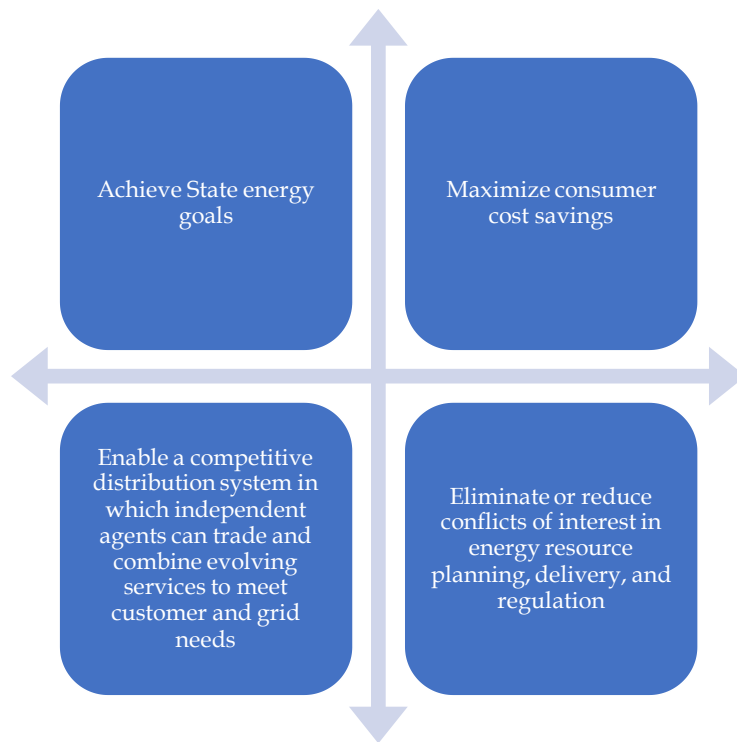 Achieve State energy
goals
Maximize consumer
cost savings
Enable a competitive
distribution system in
which independent
agents can trade and
combine evolving
services to meet
customer and grid
needs
Eliminate or reduce
conflicts of interest in
energy resource
planning, delivery, and
regulation